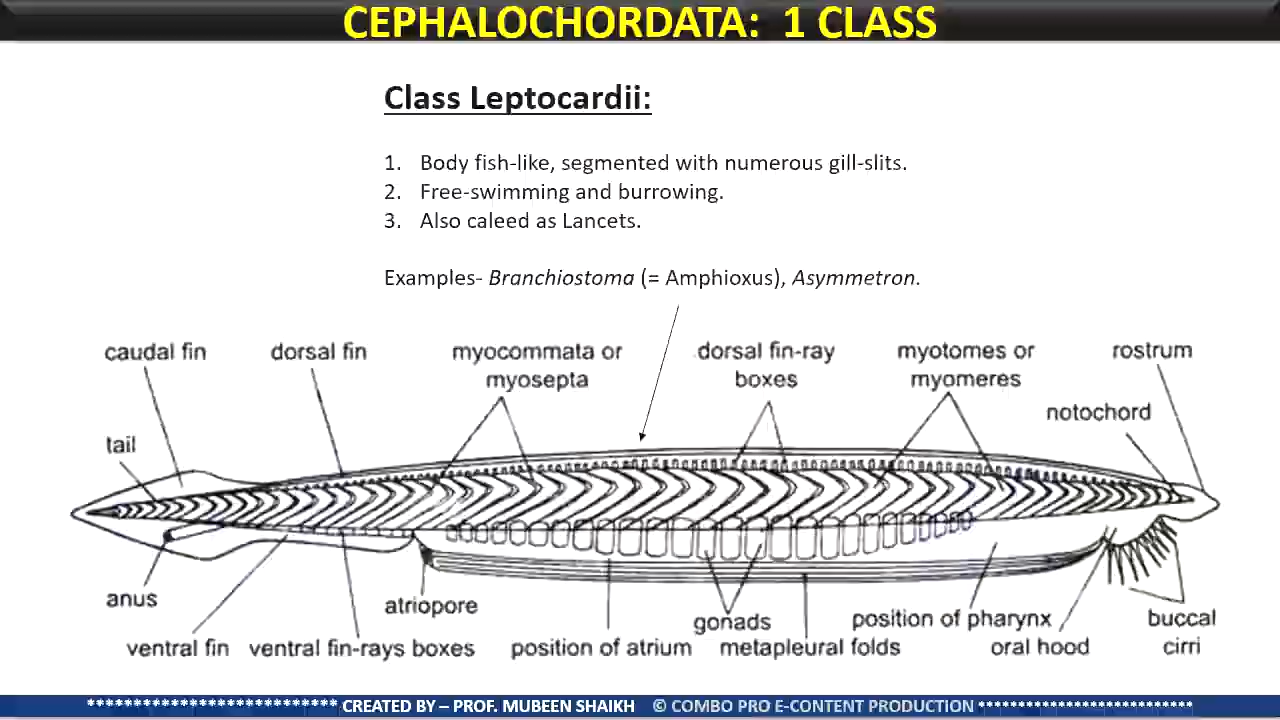 CEPHALOCHORDATA: 1 CLASS
Class Leptocardii:
1. Body fish-like, segmented with numerous gill-slits.
2. Free-swimming and burrowing.
3. Also caleed as Lancets.
Examples- Branchiostoma (= Amphioxus), Asymmetron.
caudal fin
dorsal fin
myocommata or
myosepta
dorsal fin-ray
boxes
myotomes or
myomeres
rostrum
notochord
tail
anus
atriopore
gonads
position of pharynx
buccal
cirri
ventral fin
ventral fin-rays boxes
position of atrium
metapleural folds
oral hood
**************************** CREATED BY – PROF. MUBEEN SHAIKH © COMBO PRO E-CONTENT PRODUCTION ************************